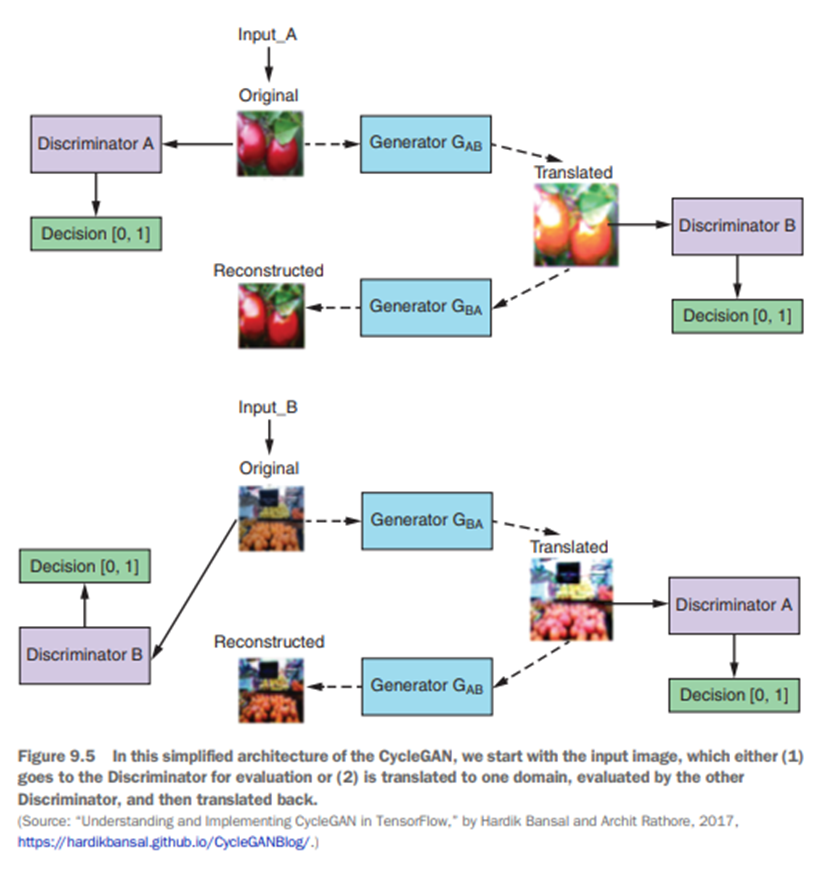 Input_A
Original
Discriminator A
Generator GAB
Translated
Decision [0, 1]
Discriminator B
Reconstructed
Generator GBA
Decision [0, 1]
Input_B
Original
Generator GBA
Translated
Decision [0, 1]
Discriminator A
Reconstructed
Discriminator B
Generator GAB
Decision [0, 1]
Figure 9.5 In this simplified architecture of the CycleGAN, we start with the input image, which either (1)
goes to the Discriminator for evaluation or (2) is translated to one domain, evaluated by the other
Discriminator, and then translated back.
(Source: “Understanding and Implementing CycleGAN in TensorFlow,” by Hardik Bansal and Archit Rathore, 2017,
https://hardikbansal.github.io/CycleGANBlog/.)